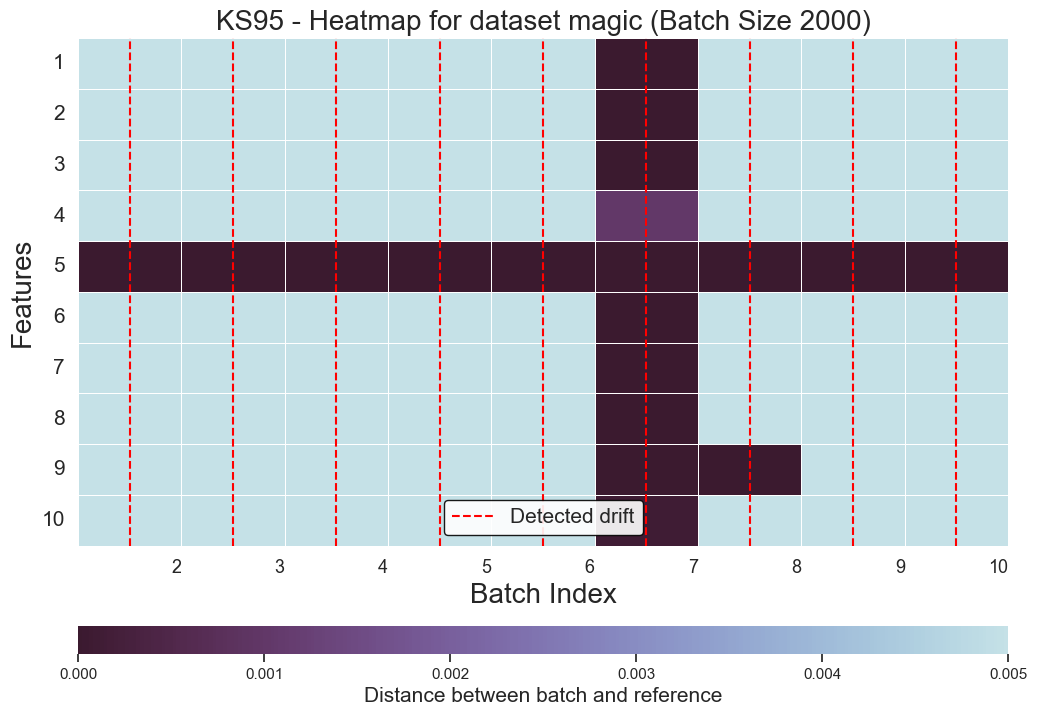 KS95 - Heatmap for dataset magic (Batch Size 2000)
1
2
3
4
5
6
7
8
9
10
Features
Detected drift
2 3 4 5 6 7 8 9 10
Batch Index
0.000 0.001 0.002 0.003 0.004 0.005
Distance between batch and reference